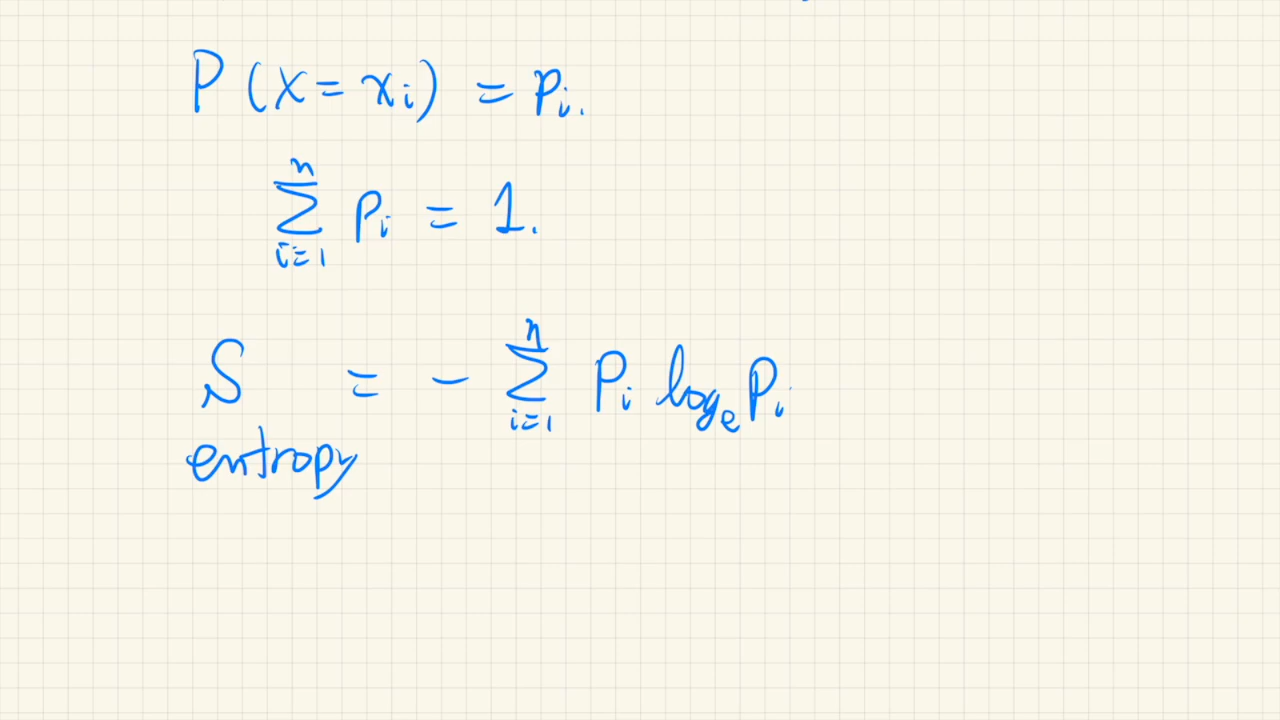 P(X = xi) = pi.
n∑i=1 pi = 1.
S = - n∑i=1 Pi loge Pi
entropy